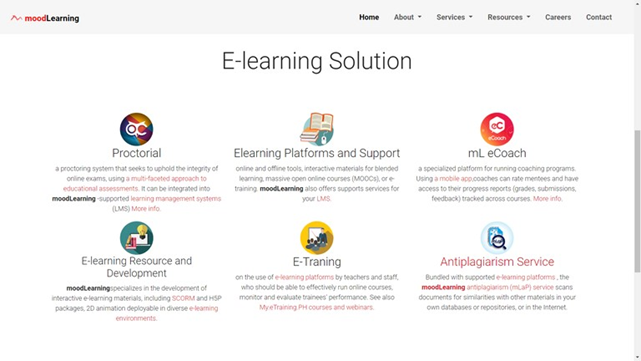 moodLearning
Home About Services Resources Careers Contact
E-learning Solution
Proctorial
a proctoring system that seeks to uphold the integrity of
online exams, using a multi-faceted approach to
educational assessments. It can be integrated into
moodLearning -supported learning management systems
(LMS) More info.
Elearning Platforms and Support
online and offline tools, interactive materials for blended
learning, massive open online courses (MOOCs), or e-
training. moodLearning also offers supports services for
your LMS.
eC
eCoach
mL eCoach
a specialized platform for running coaching programs.
Using a mobile app,coaches can rate mentees and have
access to their progress reports (grades, submissions,
feedback) tracked across courses. More info.
E-learning Resource and
Development
moodLearningspecializes in the development of
interactive e-learning materials, including SCORM and H5P
packages, 2D animation deployable in diverse e-learning
environments.
E-Traning
on the use of e-learning platforms by teachers and staff,
who should be able to effectively run online courses,
monitor and evaluate trainees' performance. See also
My eTraining PH courses and webinars.
Antiplagiarism Service
Bundled with supported e-learning platforms , the
moodLearning antiplagiarism (mLaP) service scans
documents for similarities with other materials in your
own databases or repositories, or in the Internet.